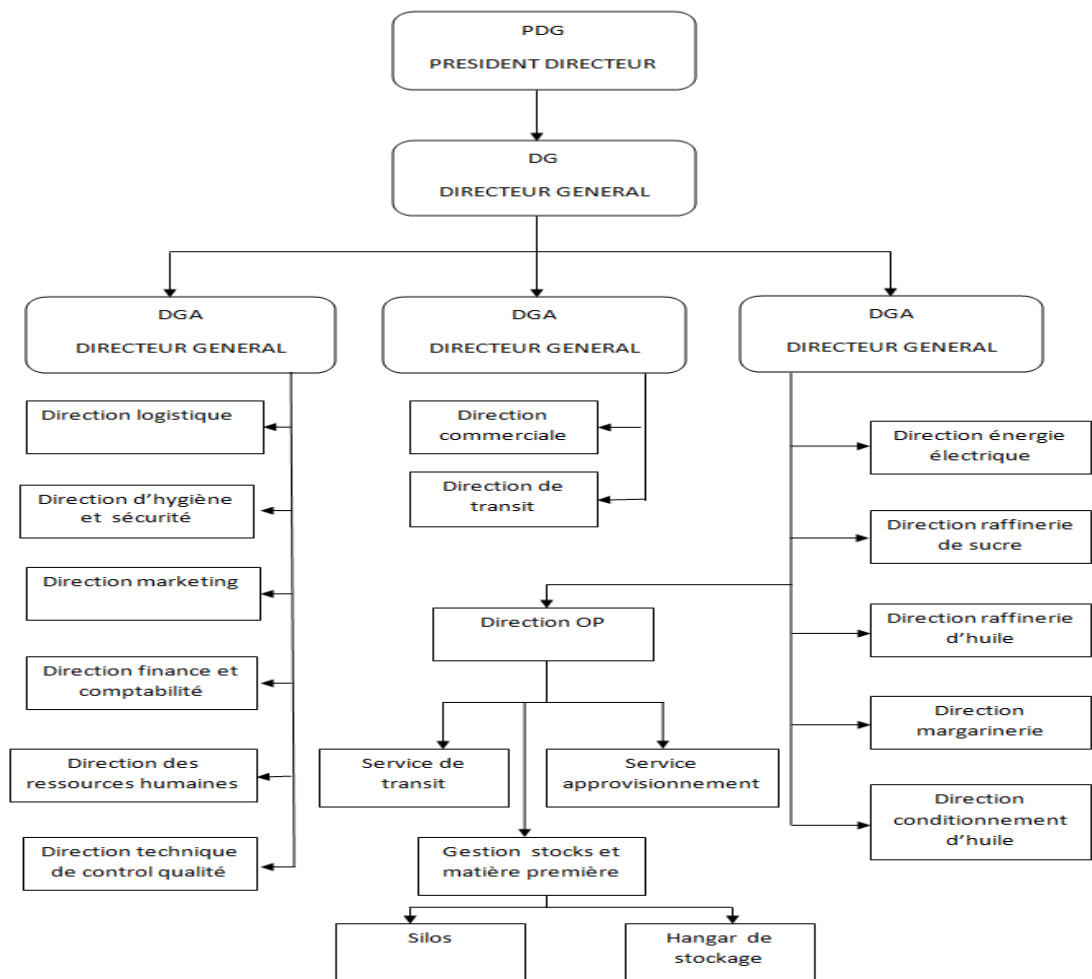 PDG
PRESIDENT DIRECTEUR
DG
DIRECTEUR GENERAL
DGA
DIRECTEUR GENERAL
DGA
DIRECTEUR GENERAL
DGA
DIRECTEUR GENERAL
Direction logistique
Direction d'hygiène
et sécurité
Direction marketing
Direction finance et
comptabilité
Direction des
ressources humaines
Direction technique
de control qualité
Direction
commerciale
Direction de
transit
Direction énergie
électrique
Direction raffinerie
de sucre
Direction raffinerie
d'huile
Direction
margarinerie
Direction
conditionnement
d'huile
Direction OP
Service de
transit
Service
approvisionnement
Gestion stocks et
matière première
Silos
Hangar de
stockage